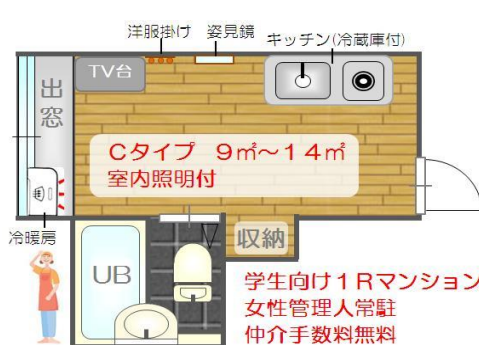 洋服掛け 姿見鏡 キッチン(冷蔵庫付)
TV台
出窓
Cタイプ 9㎡～14㎡
室内照明付
冷暖房
収納
UB
学生向け1Rマンション
女性管理人常駐
仲介手数料無料